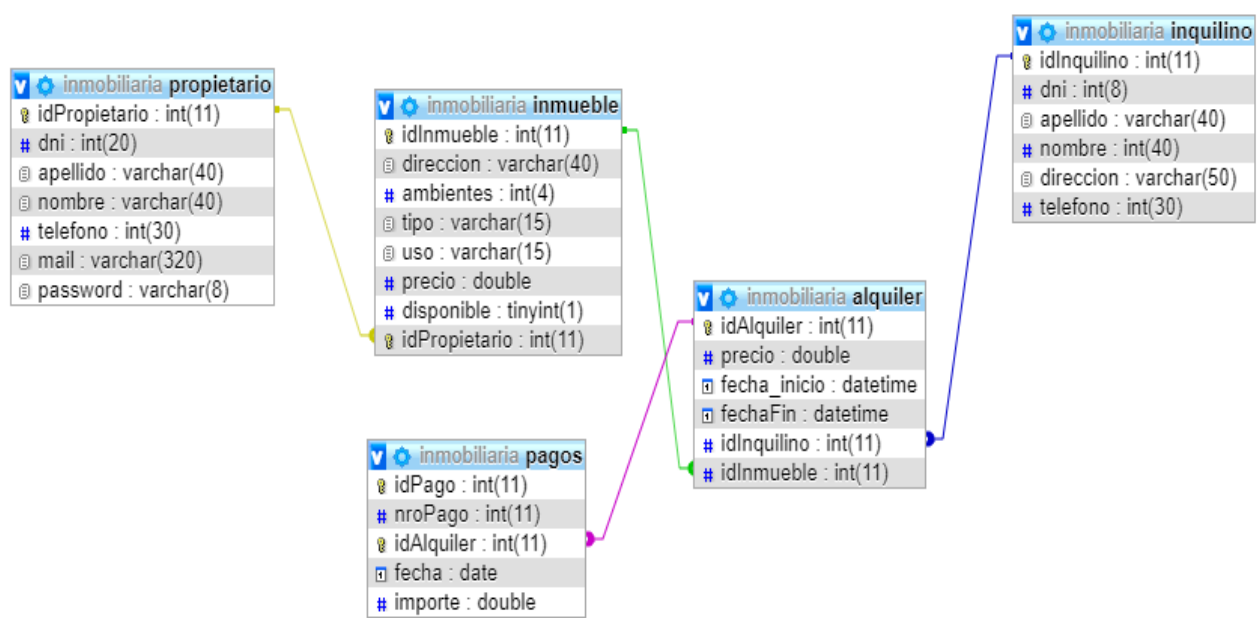 inmobiliaria propietario
idPropietario : int(11)
dni : int(20)
apellido : varchar(40)
nombre : varchar(40)
telefono : int(30)
mail : varchar(320)
password : varchar(8)
inmobiliaria inmueble
idInmueble : int(11)
direccion : varchar(40)
ambientes : int(4)
tipo : varchar(15)
uso : varchar(15)
precio : double
disponible : tinyint(1)
idPropietario : int(11)
inmobiliaria pagos
idPago : int(11)
nroPago : int(11)
idAlquiler : int(11)
fecha : date
importe : double
inmobiliaria alquiler
idAlquiler : int(11)
precio : double
fecha_inicio : datetime
fechaFin : datetime
idInquilino : int(11)
idInmueble : int(11)
inmobiliaria inquilino
idInquilino : int(11)
dni : int(8)
apellido : varchar(40)
nombre : int(40)
direccion : varchar(50)
telefono : int(30)